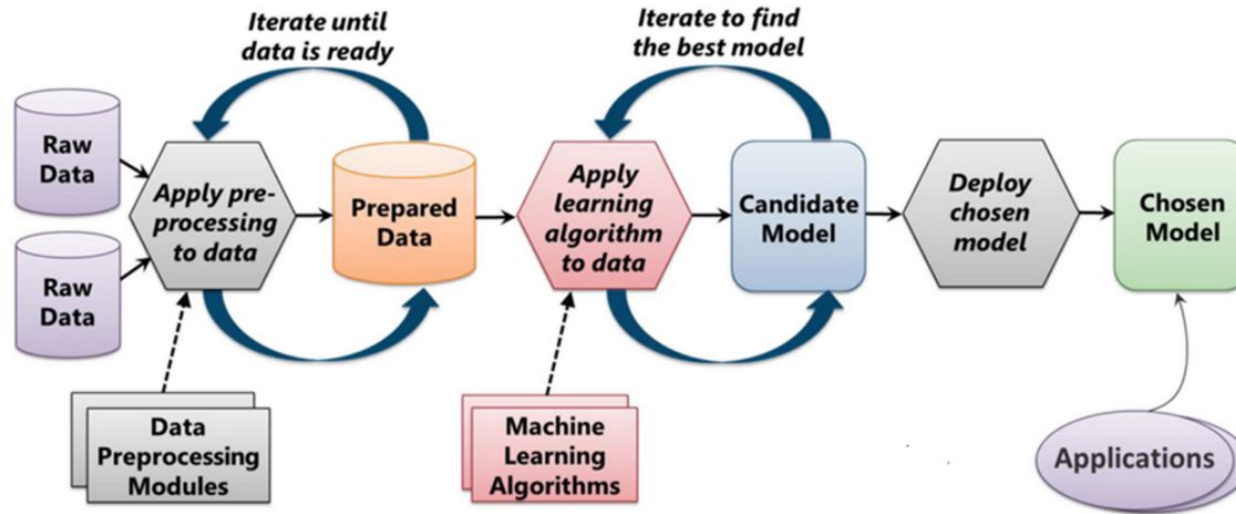 Iterate until
data is ready
Iterate to find
the best model
Raw
Data
Raw
Data
Apply pre-
processing
to data
Prepared
Data
Apply
learning
algorithm
to data
Candidate
Model
Deploy
chosen
model
Chosen
Model
Data
Preprocessing
Modules
Machine
Learning
Algorithms
Applications